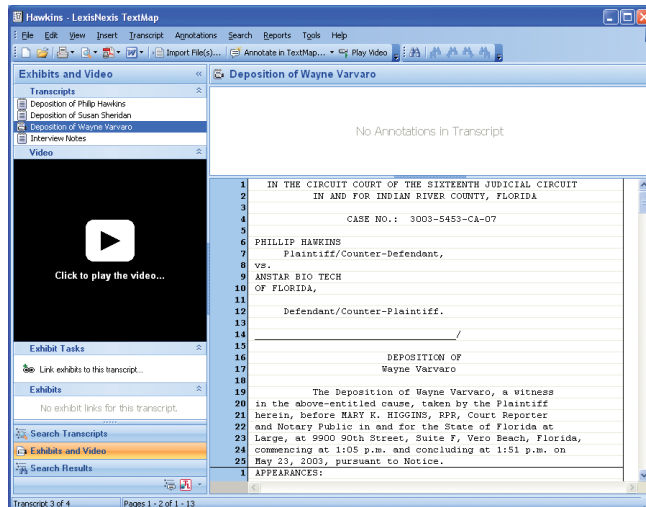 Hawkins - LexisNexis TextMap
File Edit View Insert Transcript Annotations Search Reports Tools Help
Import File(s)... Annotate in TextMap... Play Video
Exhibits and Video «
Transcripts
Deposition of Philip Hawkins
Deposition of Susan Sheridan
Deposition of Wayne Varvaro
Interview Notes
Video
Click to play the video...
Exhibit Tasks
Link exhibits to this transcript...
Exhibits
No exhibit links for this transcript.
Search Transcripts
Exhibits and Video
Search Results
Deposition of Wayne Varvaro
No Annotations in Transcript
1 IN THE CIRCUIT COURT OF THE SIXTEENTH JUDICIAL CIRCUIT
2 IN AND FOR INDIAN RIVER COUNTY, FLORIDA
3
4 CASE NO.: 3003-5453-CA-07
5
6 PHILLIP HAWKINS
7 Plaintiff/Counter-Defendant,
8 vs.
9 ANSTAR BIO TECH
10 OF FLORIDA,
11
12 Defendant/Counter-Plaintiff.
13
14 /
15
16 DEPOSITION OF
17 Wayne Varvaro
18
19 The Deposition of Wayne Varvaro, a witness
20 in the above-entitled cause, taken by the Plaintiff
21 herein, before MARY K. HIGGINS, RPR, Court Reporter
22 and Notary Public in and for the State of Florida at
23 Large, at 9900 90th Street, Suite F, Vero Beach, Florida,
24 commencing at 1:05 p.m. and concluding at 1:51 p.m. on
25 May 23, 2003, pursuant to Notice.
1 APPEARANCES:
Transcript 3 of 4 Pages 1 - 2 of 1 - 13